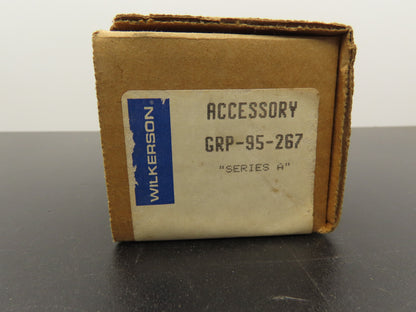 WILKERSON®
ACCESSORY
GRP-95-267
"SERIES A"